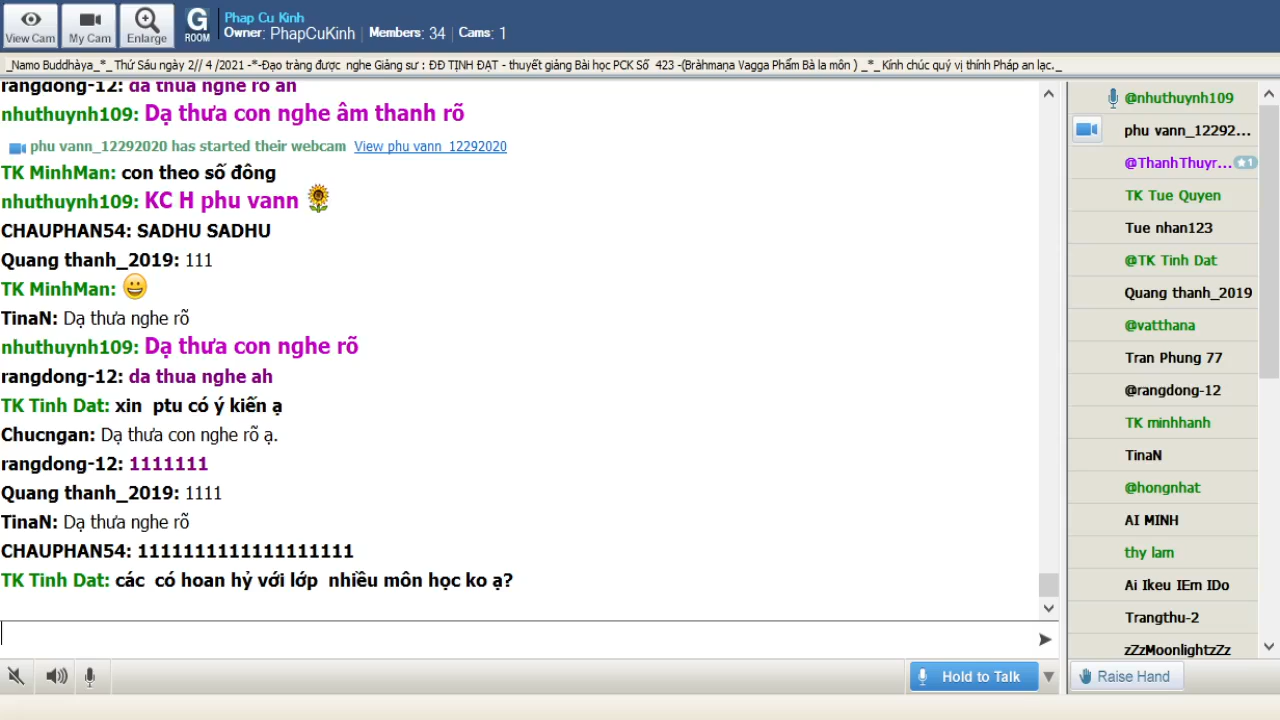 View Cam
My Cam
Enlarge
G
ROOM
Phap Cu Kinh
Owner: PhapCuKinh | Members: 34 | Cams: 1
_Namo Buddhàya_*_ Thứ Sáu ngày 2// 4 /2021 -*-Đạo tràng được nghe Giảng sư : ĐĐ TỊNH ĐẠT - thuyết giảng Bài học PCK Số 423 -(Bràhmaṇa Vagga Phẩm Bà la môn ) _*_ Kính chúc quý vị thính Pháp an lạc._
rangdong-12: da thua nghe ro ah
nhuthuynh109: Dạ thưa con nghe âm thanh rõ
phu vann_12292020 has started their webcam View phu vann_12292020
TK MinhMan: con theo số đông
nhuthuynh109: KC H phu vann
CHAUPHAN54: SADHU SADHU
Quang thanh_2019: 111
TK MinhMan:
TinaN: Dạ thưa nghe rõ
nhuthuynh109: Dạ thưa con nghe rõ
rangdong-12: da thua nghe ah
TK Tinh Dat: xin ptu có ý kiến ạ
Chucngan: Dạ thưa con nghe rõ ạ.
rangdong-12: 1111111
Quang thanh_2019: 1111
TinaN: Dạ thưa nghe rõ
CHAUPHAN54: 1111111111111111111
TK Tinh Dat: các có hoan hỷ với lớp nhiều môn học ko ạ?
Hold to Talk
@nhuthuynh109
phu vann_12292...
@ThanhThuyr... 1
TK Tue Quyen
Tue nhan123
@TK Tinh Dat
Quang thanh_2019
@vatthana
Tran Phung 77
@rangdong-12
TK minhhanh
TinaN
@hongnhat
AI MINH
thy lam
Ai Ikeu IEm IDo
Trangthu-2
zZzMoonlightzZz
Raise Hand